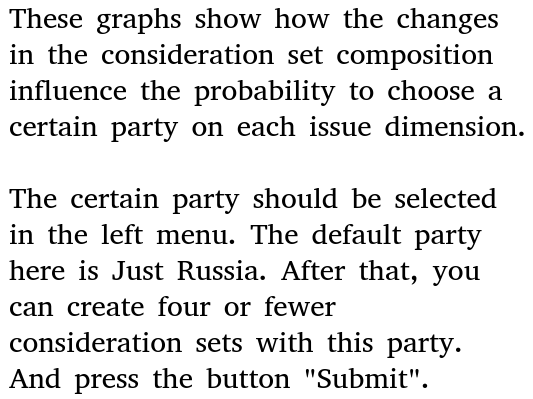 These graphs show how the changes
in the consideration set composition
influence the probability to choose a
certain party on each issue dimension.
The certain party should be selected
in the left menu. The default party
here is Just Russia. After that, you
can create four or fewer
consideration sets with this party.
And press the button "Submit".